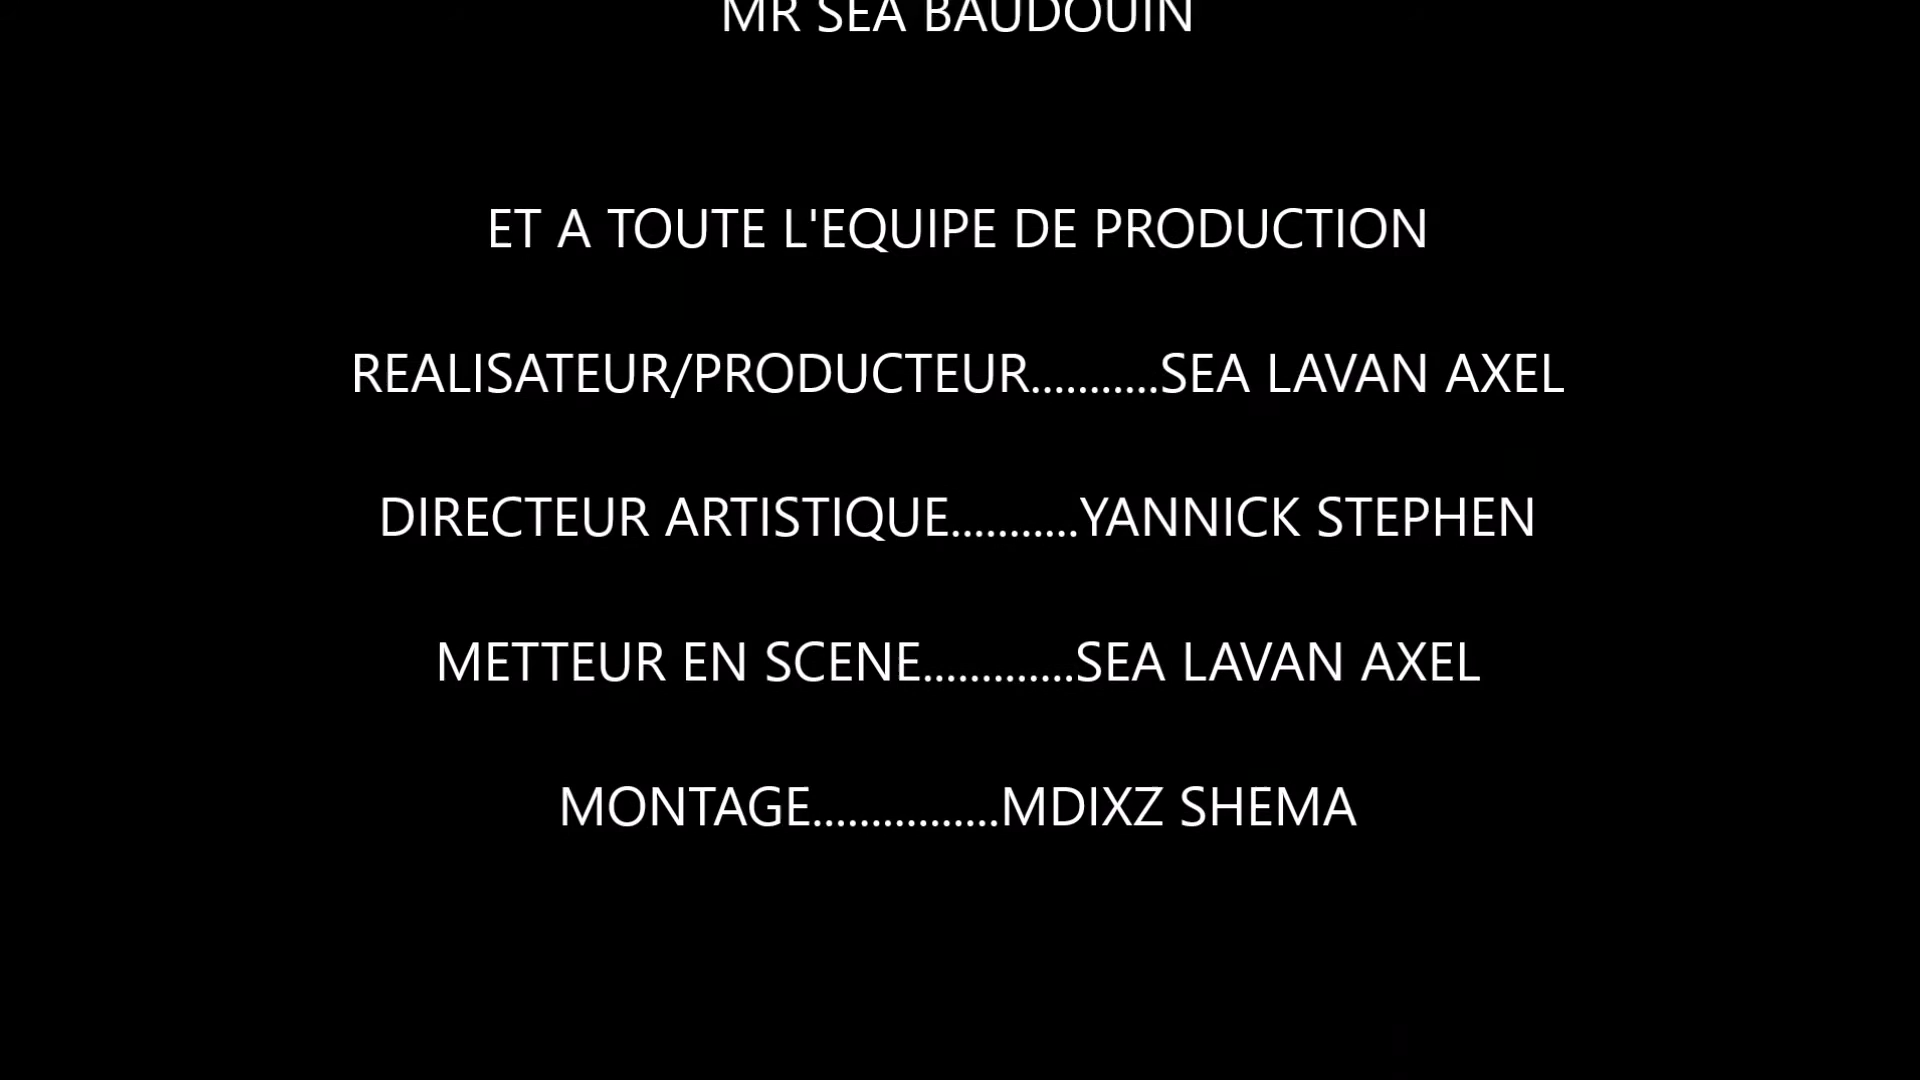 MR SEA BAUDOUIN
ET A TOUTE L'EQUIPE DE PRODUCTION
REALISATEUR/PRODUCTEUR...........SEA LAVAN AXEL
DIRECTEUR ARTISTIQUE...........YANNICK STEPHEN
METTEUR EN SCENE.............SEA LAVAN AXEL
MONTAGE................MDIXZ SHEMA